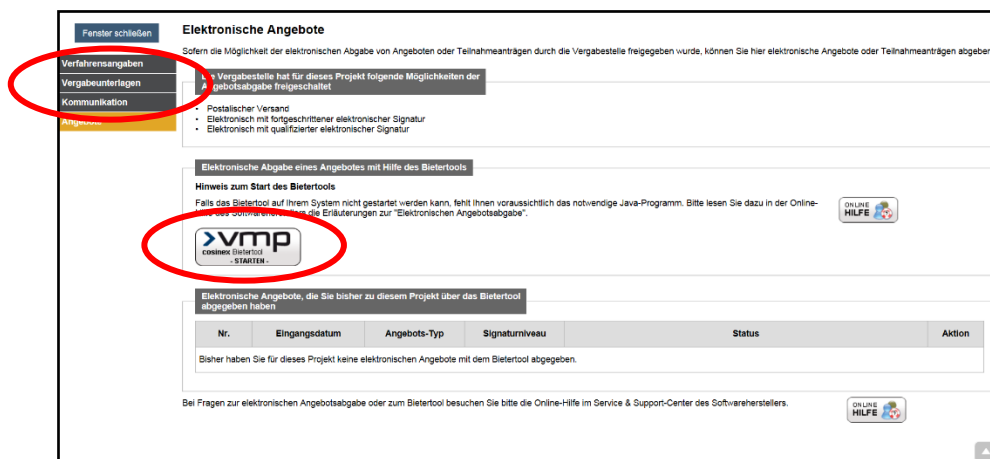 Fenster schließen
Verfahrensangaben
Vergabeunterlagen
Kommunikation
Angebote
Elektronische Angebote
Sofern die Möglichkeit der elektronischen Abgabe von Angeboten oder Teilnahmeanträgen durch die Vergabestelle freigegeben wurde, können Sie hier elektronische Angebote oder Teilnahmeanträgen abgeben
Die Vergabestelle hat für dieses Projekt folgende Möglichkeiten der
Angebotsabgabe freigeschaltet
• Postalischer Versand
• Elektronisch mit fortgeschrittener elektronischer Signatur
• Elektronisch mit qualifizierter elektronischer Signatur
Elektronische Abgabe eines Angebotes mit Hilfe des Bietertools
Hinweis zum Start des Bietertools
Falls das Bietertool auf Ihrem System nicht gestartet werden kann, fehlt Ihnen voraussichtlich das notwendige Java-Programm. Bitte lesen Sie dazu in der Online-
Hilfe des Softwareherstellers die Erläuterungen zur "Elektronischen Angebotsabgabe".
ONLINE
HILFE
vmp
cosinex Bietertool
- STARTEN -
Elektronische Angebote, die Sie bisher zu diesem Projekt über das Bietertool
abgegeben haben
Nr. Eingangsdatum Angebots-Typ Signaturniveau Status Aktion
Bisher haben Sie für dieses Projekt keine elektronischen Angebote mit dem Bietertool abgegeben.
Bei Fragen zur elektronischen Angebotsabgabe oder zum Bietertool besuchen Sie bitte die Online-Hilfe im Service & Support-Center des Softwareherstellers.
ONLINE
HILFE